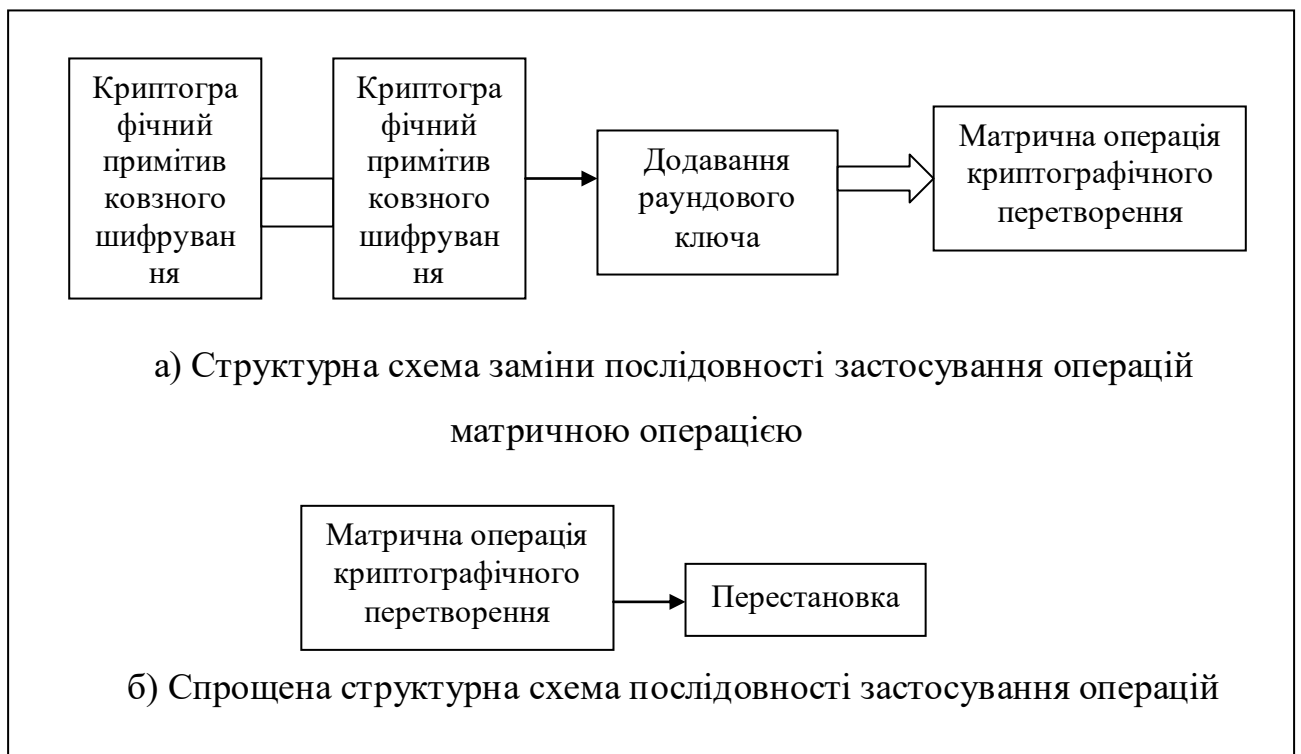 Криптогра
фічний
примітив
ковзного
шифруван
ня
Криптогра
фічний
примітив
ковзного
шифруван
ня
Додавання
раундового
ключа
Матрична операція
криптографічного
перетворення
а) Структурна схема заміни послідовності застосування операцій
матричною операцією
Матрична операція
криптографічного
перетворення
Перестановка
б) Спрощена структурна схема послідовності застосування операцій